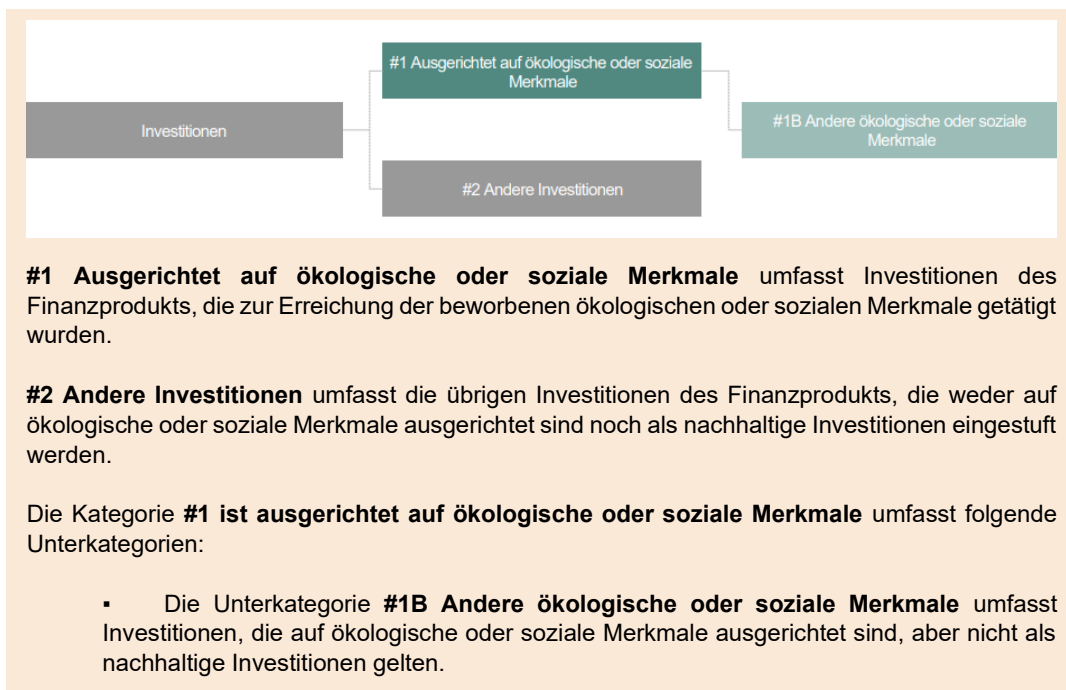 #1 Ausgerichtet auf ökologische oder soziale
Merkmale
Investitionen
#1B Andere ökologische oder soziale
Merkmale
#2 Andere Investitionen
#1 Ausgerichtet auf ökologische oder soziale Merkmale umfasst Investitionen des
Finanzprodukts, die zur Erreichung der beworbenen ökologischen oder sozialen Merkmale getätigt
wurden.
#2 Andere Investitionen umfasst die übrigen Investitionen des Finanzprodukts, die weder auf
ökologische oder soziale Merkmale ausgerichtet sind noch als nachhaltige Investitionen eingestuft
werden.
Die Kategorie #1 ist ausgerichtet auf ökologische oder soziale Merkmale umfasst folgende
Unterkategorien:
▪ Die Unterkategorie #1B Andere ökologische oder soziale Merkmale umfasst
Investitionen, die auf ökologische oder soziale Merkmale ausgerichtet sind, aber nicht als
nachhaltige Investitionen gelten.